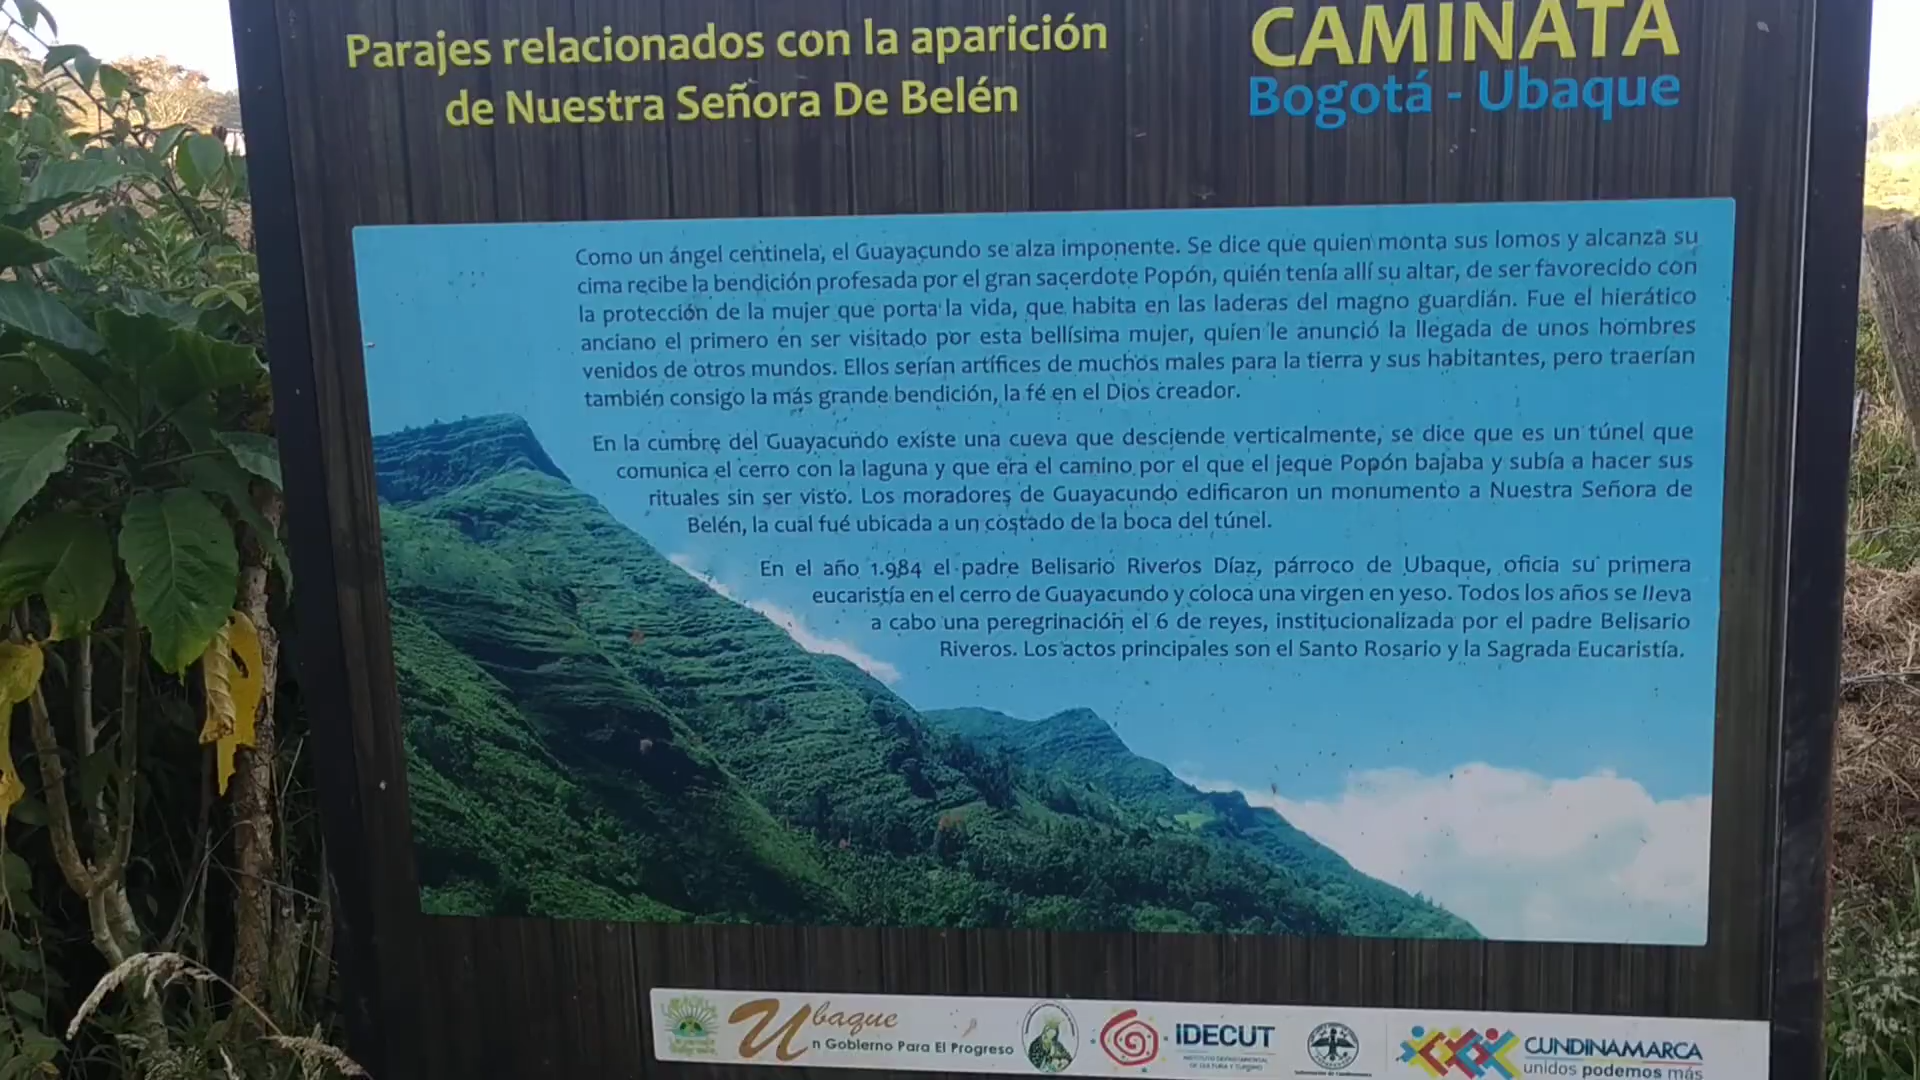 Parajes relacionados con la aparición
de Nuestra Señora De Belén
CAMINATA
Bogotá - Ubaque
Como un ángel centinela, el Guayacundo se alza imponente. Se dice que quien monta sus lomos y alcanza su
cima recibe la bendición profesada por el gran sacerdote Popón, quién tenía allí su altar, de ser favorecido con
la protección de la mujer que porta la vida, que habita en las laderas del magno guardián. Fue el hierático
anciano el primero en ser visitado por esta bellísima mujer, quien le anunció la llegada de unos hombres
venidos de otros mundos. Ellos serían artífices de muchos males para la tierra y sus habitantes, pero traerían
también consigo la más grande bendición, la fé en el Dios creador.
En la cumbre del Guayacundo existe una cueva que desciende verticalmente, se dice que es un túnel que
comunica el cerro con la laguna y que era el camino por el que el jeque Popón bajaba y subía a hacer sus
rituales sin ser visto. Los moradores de Guayacundo edificaron un monumento a Nuestra Señora de
Belén, la cual fué ubicada a un costado de la boca del túnel.
En el año 1.984 el padre Belisario Riveros Díaz, párroco de Ubaque, oficia su primera
eucaristía en el cerro de Guayacundo y coloca una virgen en yeso. Todos los años se lleva
a cabo una peregrinación el 6 de reyes, institucionalizada por el padre Belisario
Riveros. Los actos principales son el Santo Rosario y la Sagrada Eucaristía.
Ubaque
Un Gobierno Para El Progreso
IDECUT
INSTITUTO DEPARTAMENTAL
DE CULTURA Y TURISMO
CUNDINAMARCA
unidos podemos más